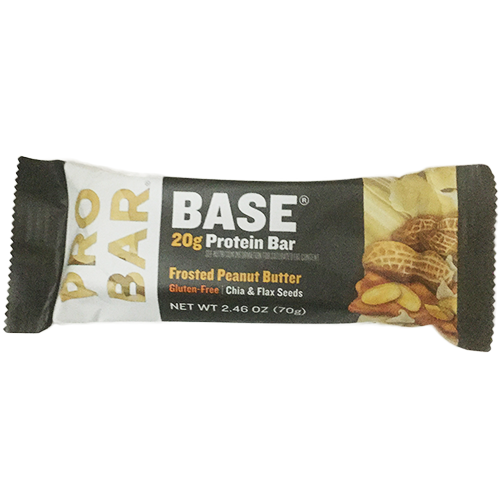 PRO
BAR®
BASE®
20g Protein Bar
Frosted Peanut Butter
Gluten-Free | Chia & Flax Seeds
NET WT 2.46 OZ (70g)